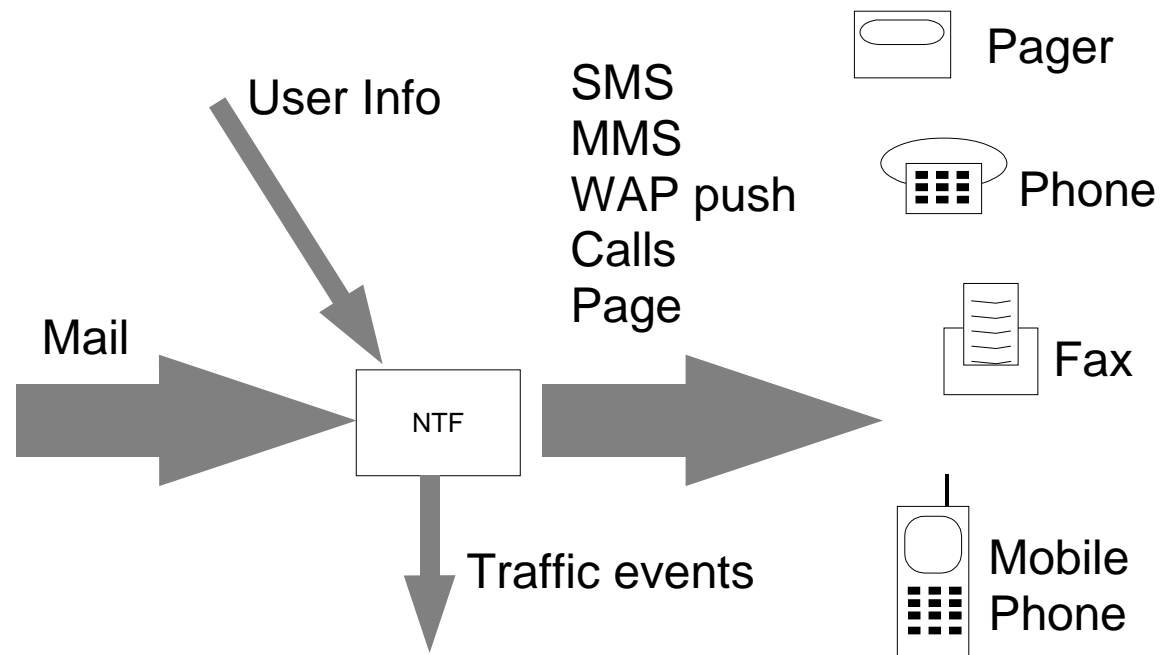 User Info
SMS
MMS
WAP push
Calls
Page
Pager
Phone
Mail
NTF
Fax
Traffic events
Mobile
Phone